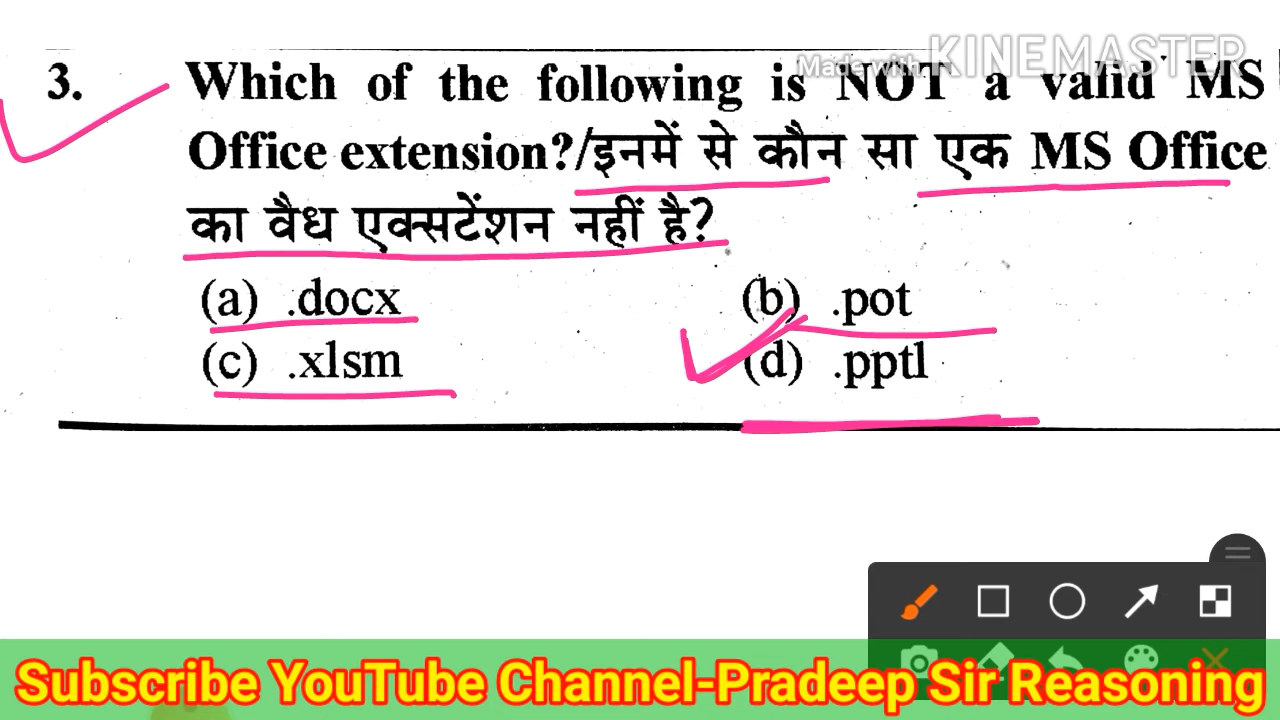 Made with KINEMASTER
3. Which of the following is NOT a valid MS
Office extension?/इनमें से कौन सा एक MS Office
का वैध एक्सटेंशन नहीं है?
(a) .docx (b) .pot
(c) .xlsm (d) .pptl
Subscribe YouTube Channel-Pradeep Sir Reasoning